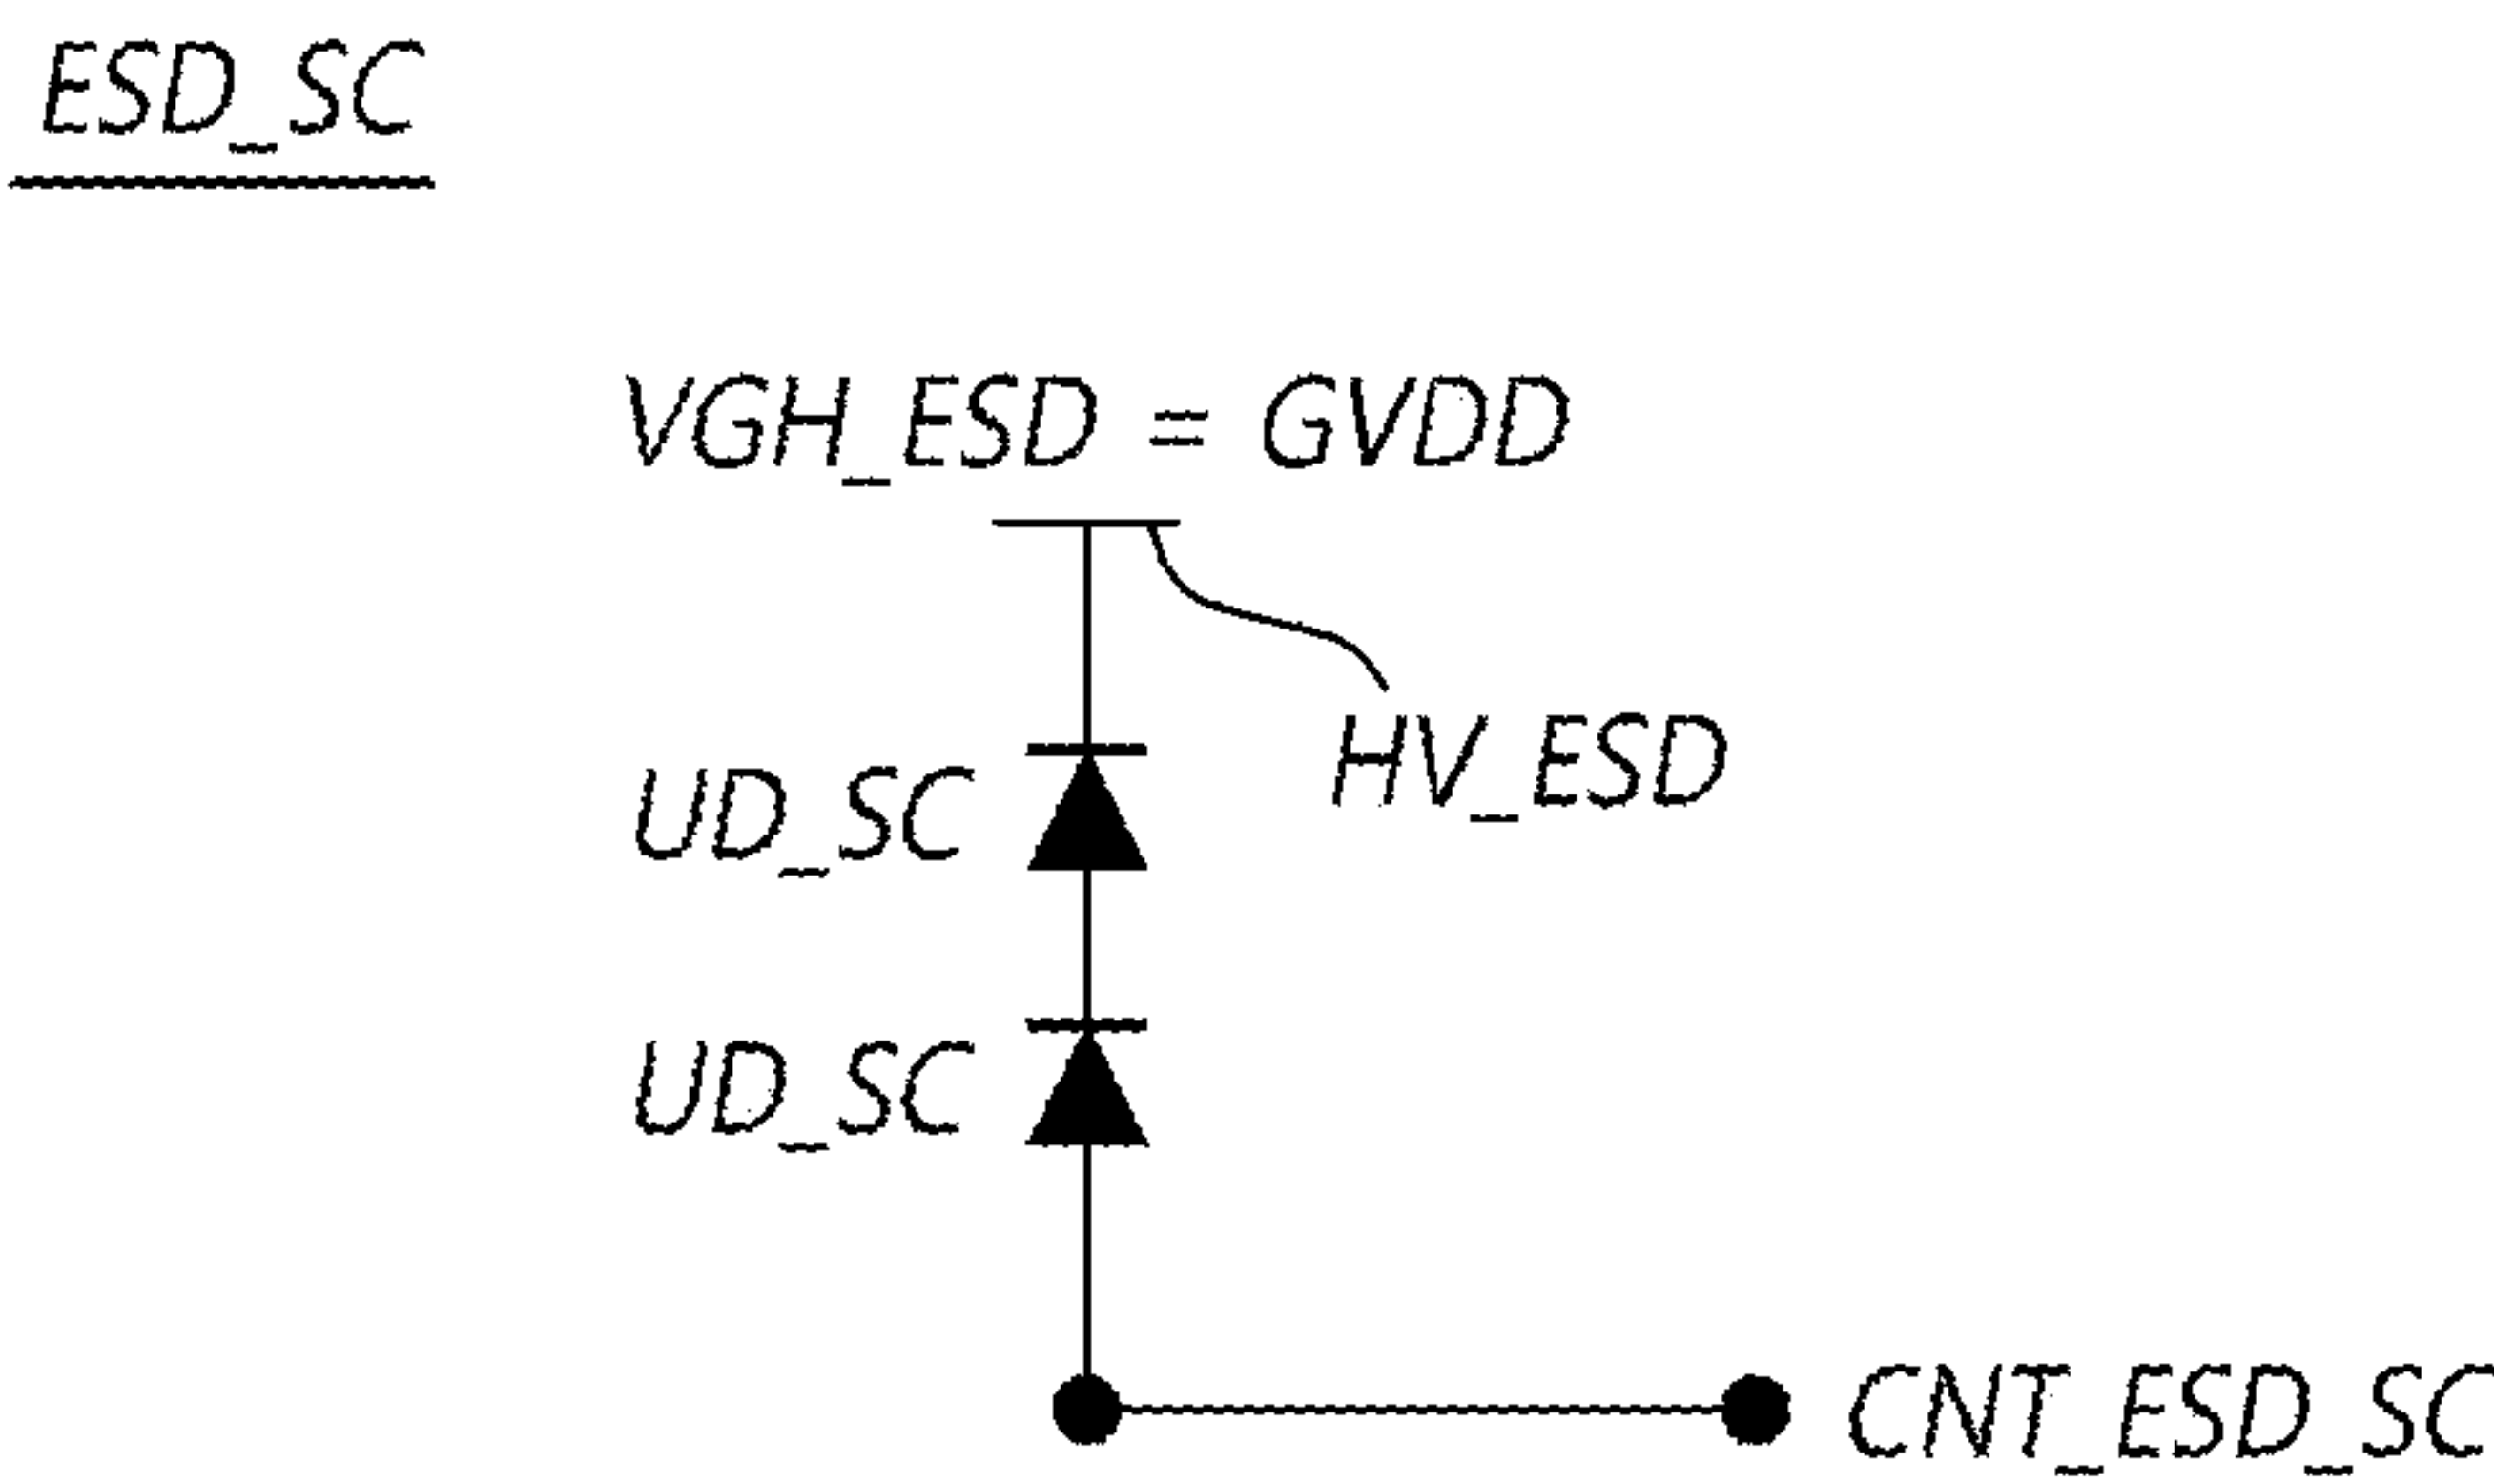 ESD_SC
VGH_ESD = GVDD
HV_ESD
UD_SC
UD_SC
CNT_ESD_SC